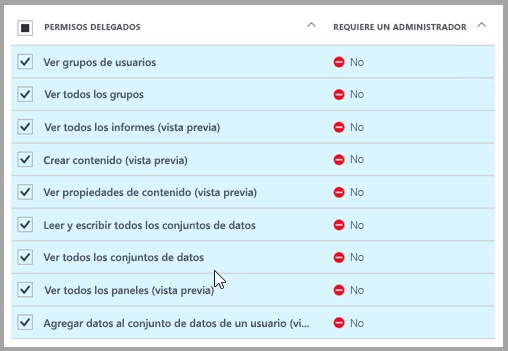 PERMISOS DELEGADOS REQUIERE UN ADMINISTRADOR
Ver grupos de usuarios No
Ver todos los grupos No
Ver todos los informes (vista previa) No
Crear contenido (vista previa) No
Ver propiedades de contenido (vista previa) No
Leer y escribir todos los conjuntos de datos No
Ver todos los conjuntos de datos No
Ver todos los paneles (vista previa) No
Agregar datos al conjunto de datos de un usuario (vi... No